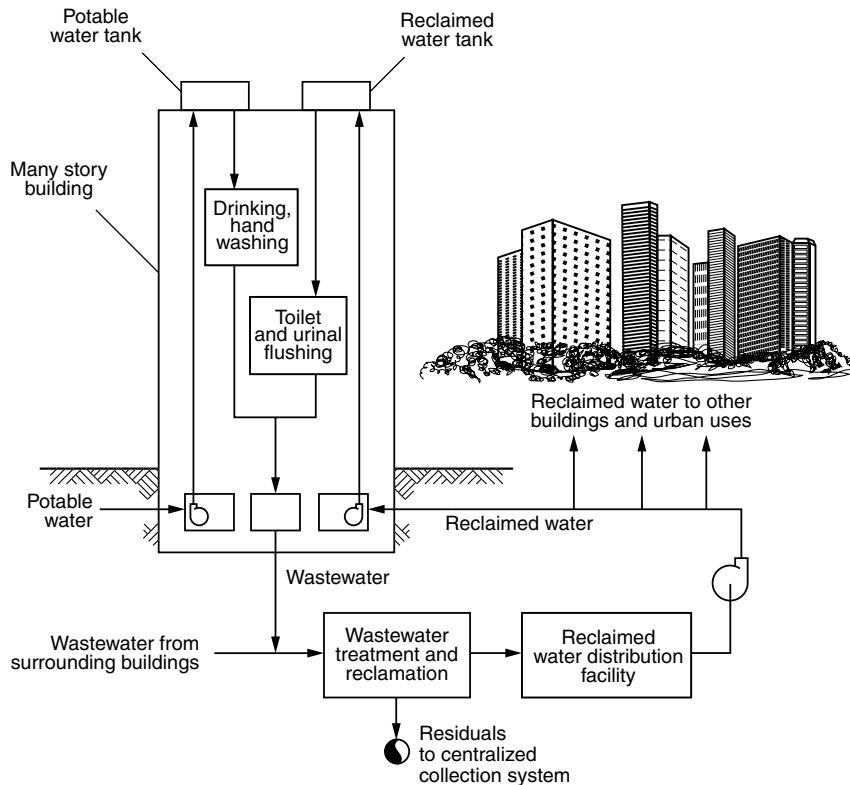 Potable
water tank
Reclaimed
water tank
Many story
building
Drinking,
hand
washing
Toilet
and urinal
flushing
Reclaimed water to other
buildings and urban uses
Potable
water
Reclaimed water
Wastewater
Wastewater from
surrounding buildings
Wastewater
treatment and
reclamation
Reclaimed
water distribution
facility
Residuals
to centralized
collection system